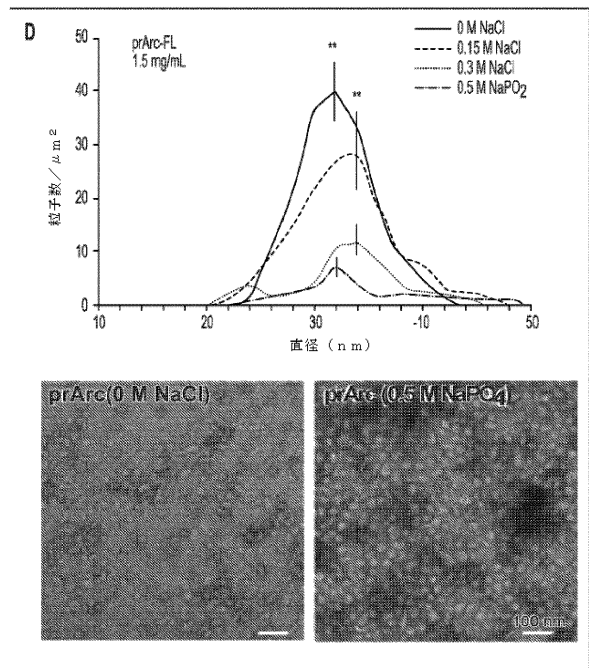 D
prArc-FL
1.5 mg/mL
**
**
0 M NaCl
0.15 M NaCl
0.3 M NaCl
0.5 M NaPO2
粒子数/μm2
50
40
30
20
10
0
10
20
30
-10
50
直径 (nm)
prArc(0 M NaCl)
prArc (0.5 M NaPO4)
100 nm